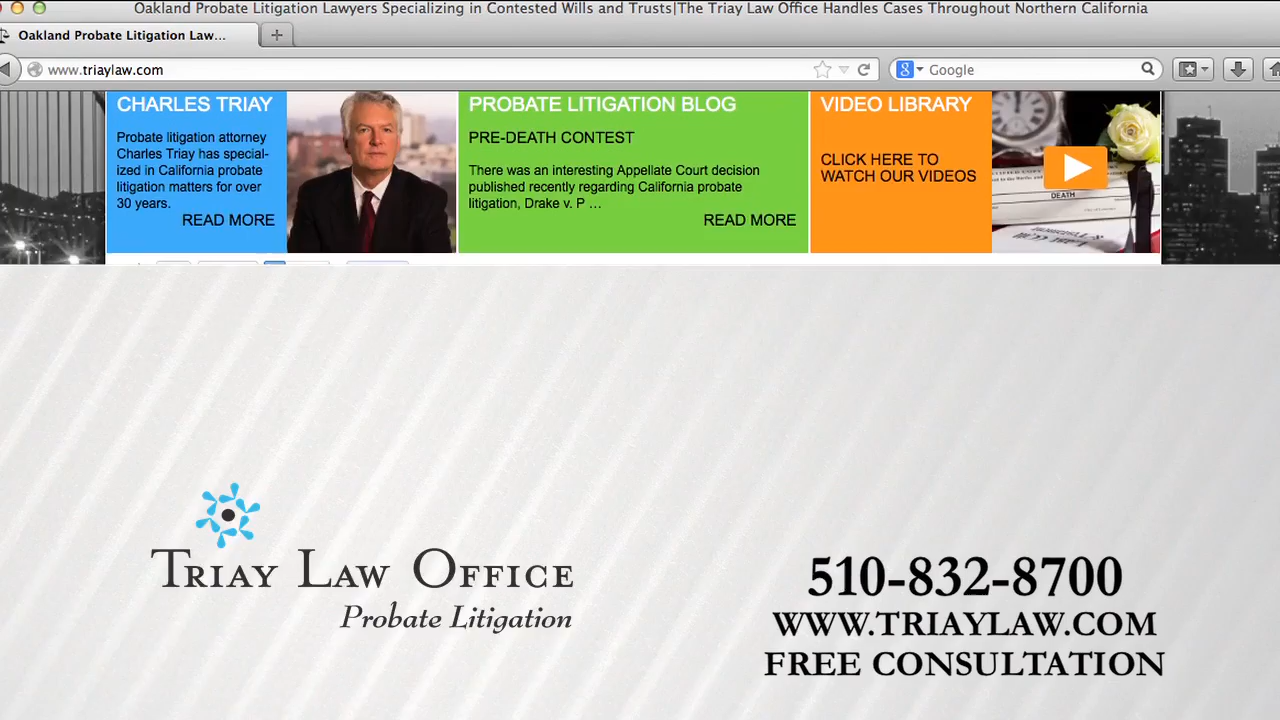 Oakland Probate Litigation Lawyers Specializing in Contested Wills and Trusts|The Triay Law Office Handles Cases Throughout Northern California
Oakland Probate Litigation Law...
www.triaylaw.com
Google
CHARLES TRIAY
Probate litigation attorney
Charles Triay has special-
ized in California probate
litigation matters for over
30 years.
READ MORE
PROBATE LITIGATION BLOG
PRE-DEATH CONTEST
There was an interesting Appellate Court decision
published recently regarding California probate
litigation, Drake v. P ...
READ MORE
VIDEO LIBRARY
CLICK HERE TO
WATCH OUR VIDEOS
DEATH
TRIAY LAW OFFICE
Probate Litigation
510-832-8700
WWW.TRIAYLAW.COM
FREE CONSULTATION